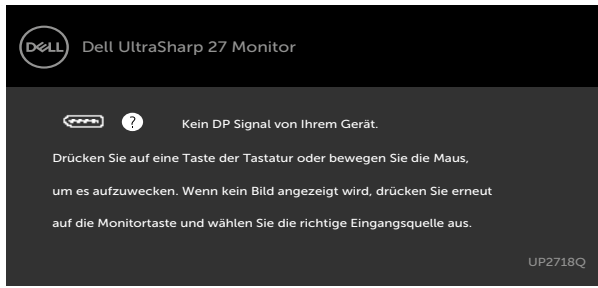 DELL Dell UltraSharp 27 Monitor
? Kein DP Signal von Ihrem Gerät.
Drücken Sie auf eine Taste der Tastatur oder bewegen Sie die Maus,
um es aufzuwecken. Wenn kein Bild angezeigt wird, drücken Sie erneut
auf die Monitortaste und wählen Sie die richtige Eingangsquelle aus.
UP2718Q